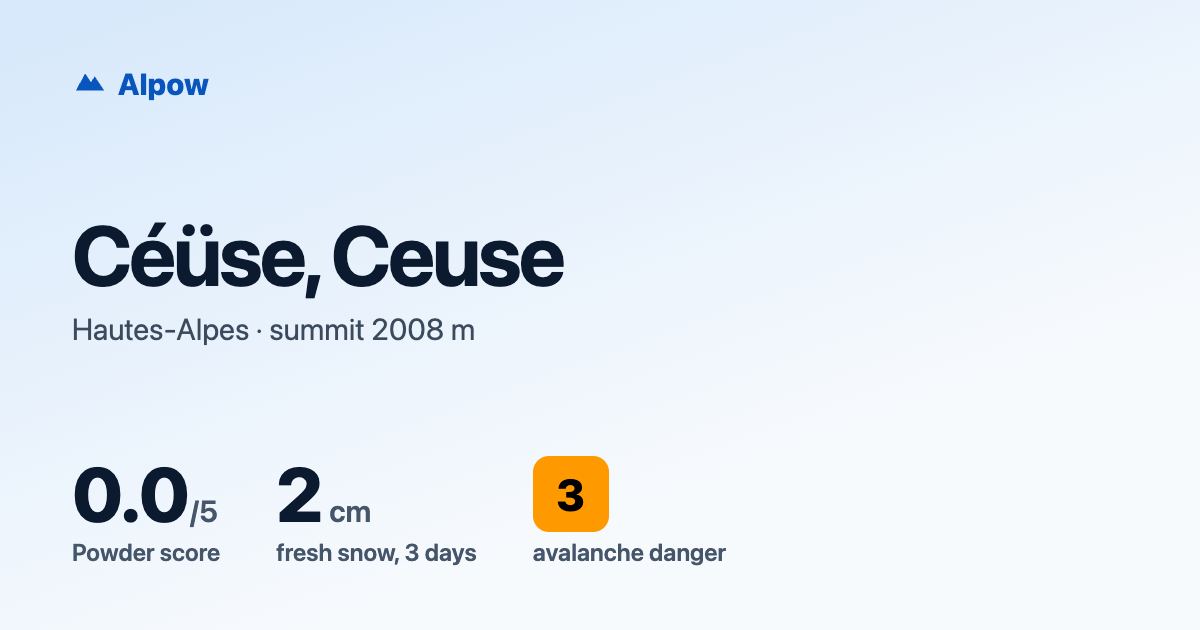 Alpow
Céüse, Ceuse
Hautes-Alpes · summit 2008 m
0.0/5
Powder score
2 cm
fresh snow, 3 days
3
avalanche danger